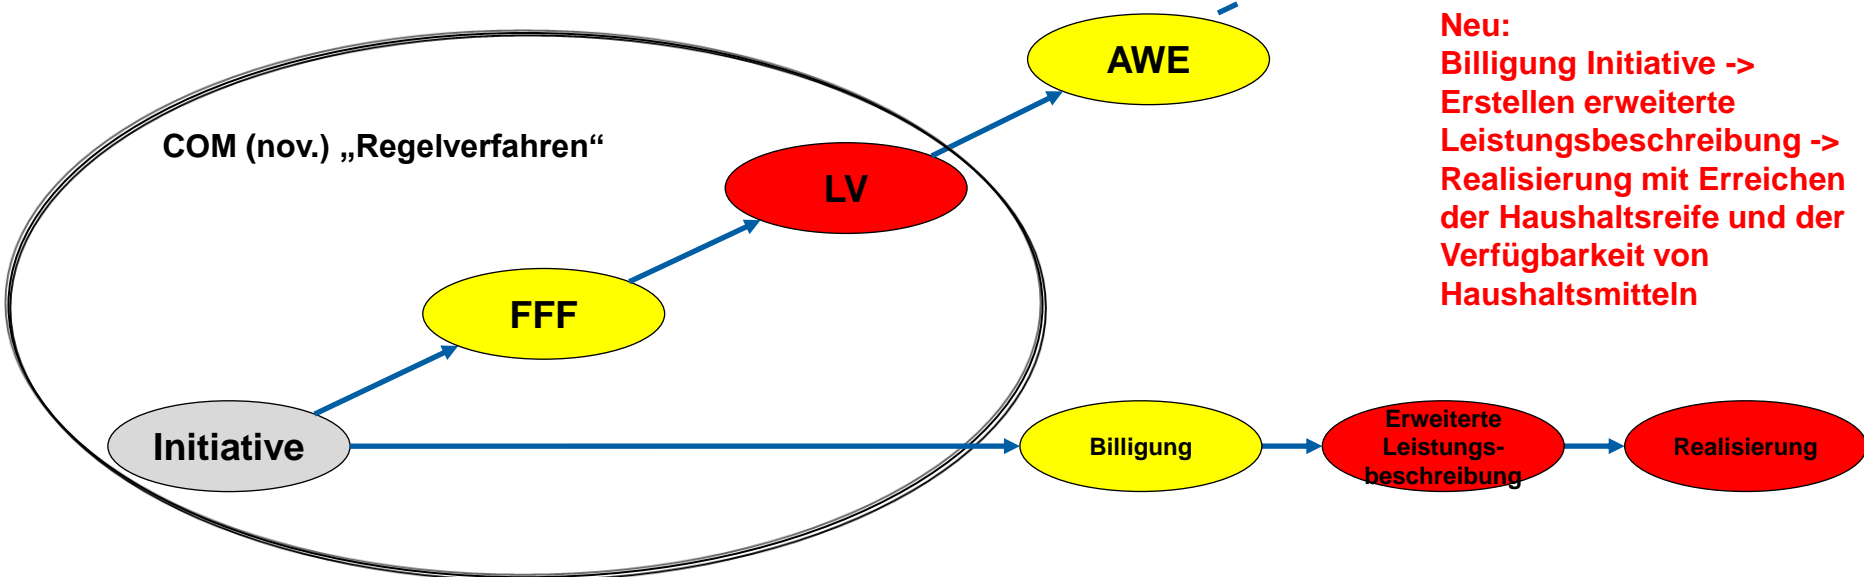 Neu:
Billigung Initiative ->
Erstellen erweiterte
Leistungsbeschreibung ->
Realisierung mit Erreichen
der Haushaltsreife und der
Verfügbarkeit von
Haushaltsmitteln
AWE
COM (nov.) „Regelverfahren“
LV
FFF
Initiative
Billigung
Erweiterte
Leistungs-
beschreibung
Realisierung